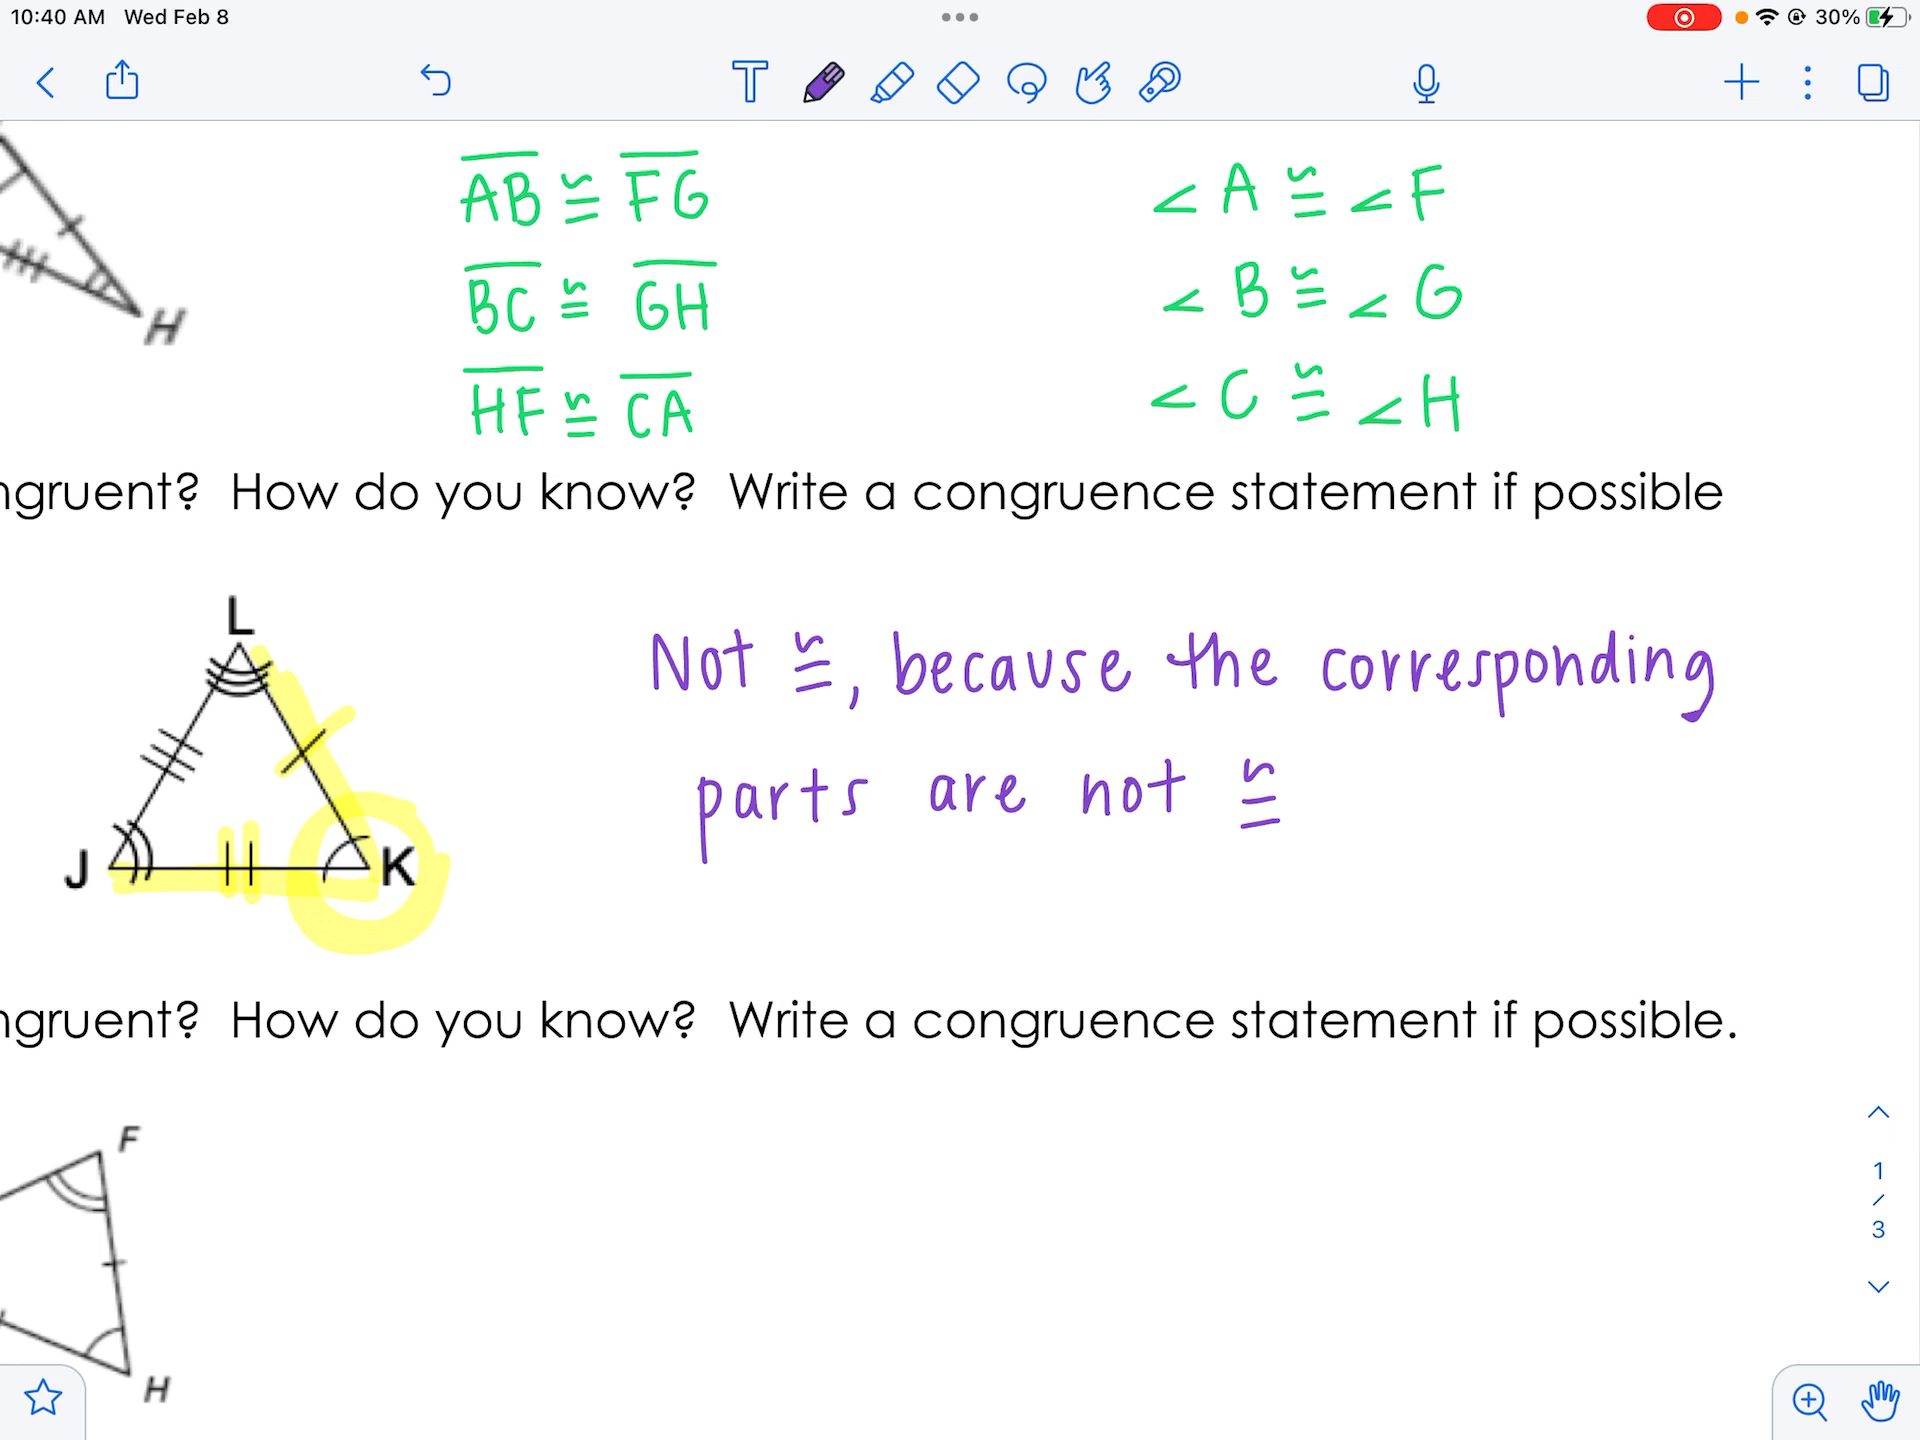 10:40 AM Wed Feb 8 30%
AB ≅ FG <A ≅ <F
BC ≅ GH <B ≅ <G
HF ≅ CA <C ≅ <H
H
ngruent? How do you know? Write a congruence statement if possible
L
Not ≅, because the corresponding
parts are not ≅
J K
ngruent? How do you know? Write a congruence statement if possible.
F
1
/
3
H